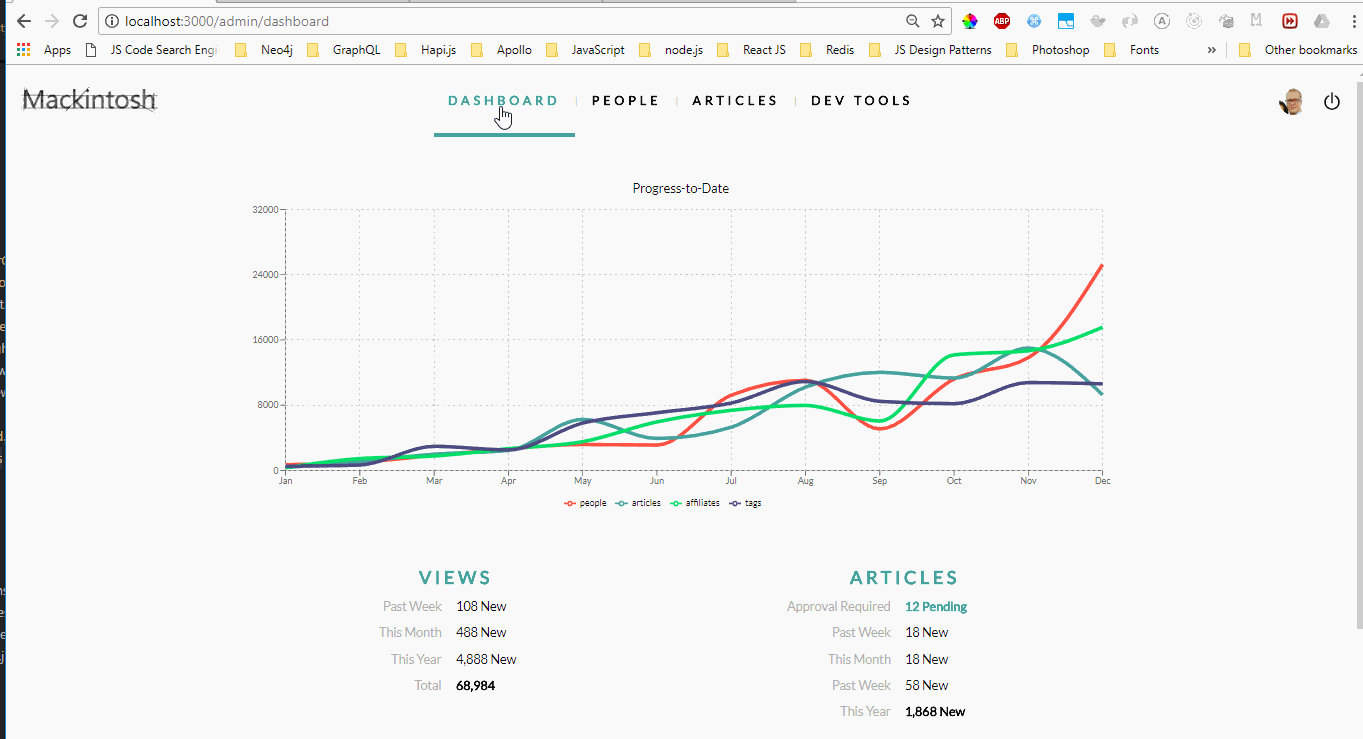 localhost:3000/admin/dashboard
ABP
Apps JS Code Search Engi Neo4j GraphQL Hapi.js Apollo JavaScript node.js React JS Redis JS Design Patterns Photoshop Fonts » Other bookmarks
Mackintosh
DASHBOARD PEOPLE ARTICLES DEV TOOLS
Progress-to-Date
32000
24000
16000
8000
0
Jan Feb Mar Apr May Jun Jul Aug Sep Oct Nov Dec
people articles affiliates tags
VIEWS
Past Week 108 New
This Month 488 New
This Year 4,888 New
Total 68,984
ARTICLES
Approval Required 12 Pending
Past Week 18 New
This Month 18 New
Past Week 58 New
This Year 1,868 New